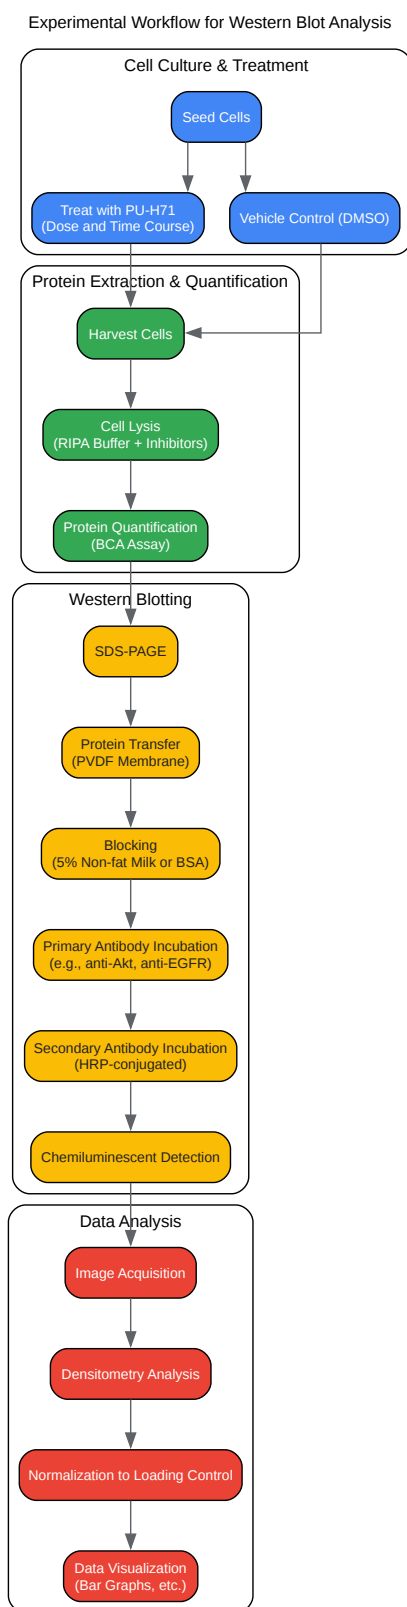 Experimental Workflow for Western Blot Analysis
Cell Culture & Treatment
Seed Cells
Treat with PU-H71
(Dose and Time Course)
Vehicle Control (DMSO)
Protein Extraction & Quantification
Harvest Cells
Cell Lysis
(RIPA Buffer + Inhibitors)
Protein Quantification
(BCA Assay)
Western Blotting
SDS-PAGE
Protein Transfer
(PVDF Membrane)
Blocking
(5% Non-fat Milk or BSA)
Primary Antibody Incubation
(e.g., anti-Akt, anti-EGFR)
Secondary Antibody Incubation
(HRP-conjugated)
Chemiluminescent Detection
Data Analysis
Image Acquisition
Densitometry Analysis
Normalization to Loading Control
Data Visualization
(Bar Graphs, etc.)